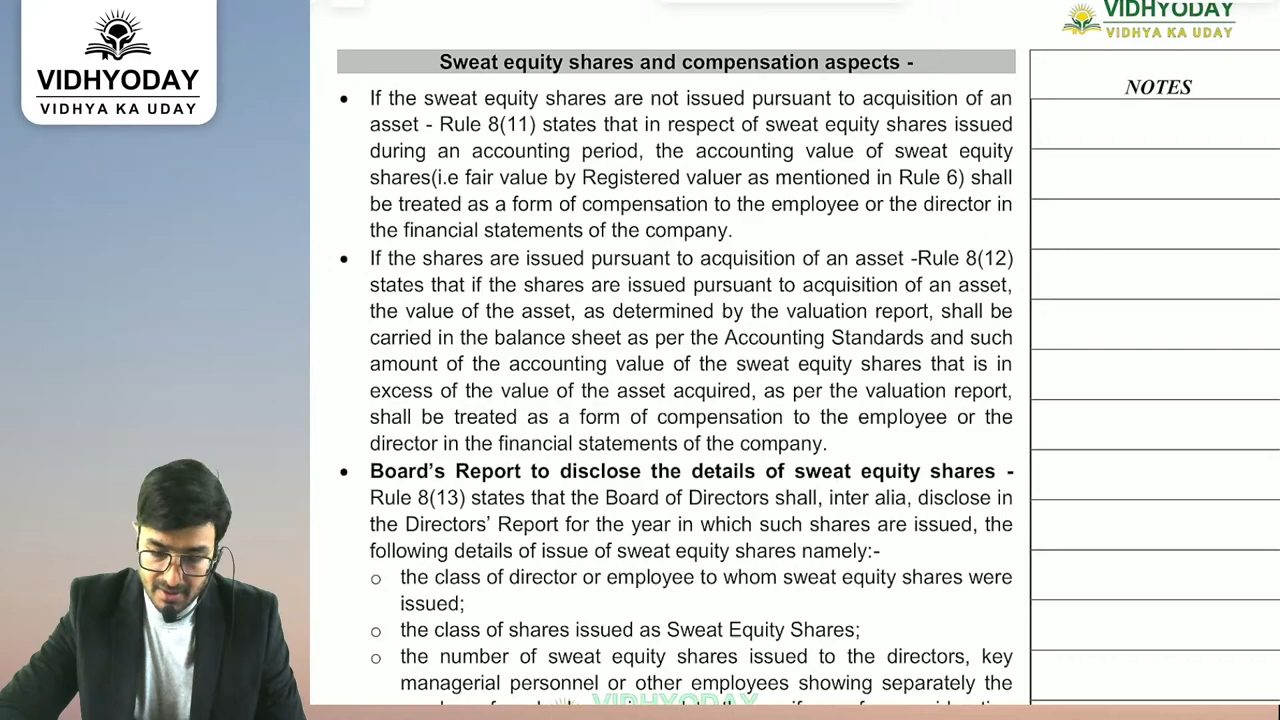 VIDHYODAY
VIDHYA KA UDAY
VIDHYODAY
VIDHYA KA UDAY
Sweat equity shares and compensation aspects -
NOTES
• If the sweat equity shares are not issued pursuant to acquisition of an
asset - Rule 8(11) states that in respect of sweat equity shares issued
during an accounting period, the accounting value of sweat equity
shares(i.e fair value by Registered valuer as mentioned in Rule 6) shall
be treated as a form of compensation to the employee or the director in
the financial statements of the company.
• If the shares are issued pursuant to acquisition of an asset -Rule 8(12)
states that if the shares are issued pursuant to acquisition of an asset,
the value of the asset, as determined by the valuation report, shall be
carried in the balance sheet as per the Accounting Standards and such
amount of the accounting value of the sweat equity shares that is in
excess of the value of the asset acquired, as per the valuation report,
shall be treated as a form of compensation to the employee or the
director in the financial statements of the company.
• Board's Report to disclose the details of sweat equity shares -
Rule 8(13) states that the Board of Directors shall, inter alia, disclose in
the Directors' Report for the year in which such shares are issued, the
following details of issue of sweat equity shares namely:-
o the class of director or employee to whom sweat equity shares were
issued;
o the class of shares issued as Sweat Equity Shares;
o the number of sweat equity shares issued to the directors, key
managerial personnel or other employees showing separately the
VIDHYODAY